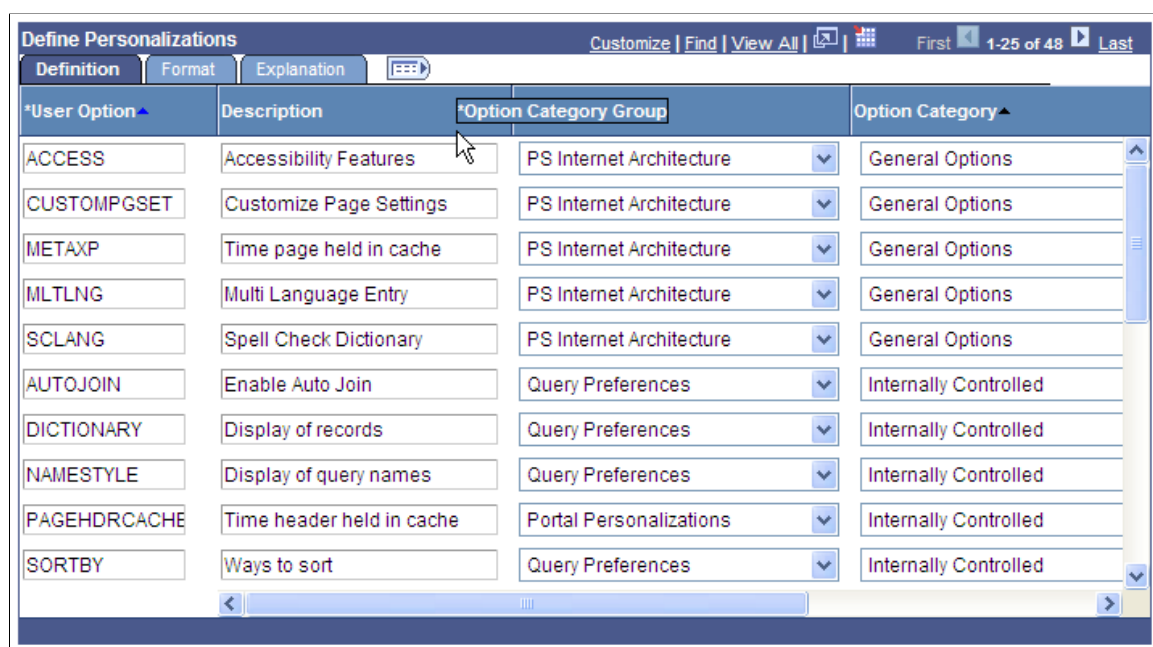 Define Personalizations Customize | Find | View All | | First 1-25 of 48 Last
Definition Format Explanation
*User Option Description *Option Category Group Option Category
ACCESS Accessibility Features PS Internet Architecture General Options
CUSTOMPGSET Customize Page Settings PS Internet Architecture General Options
METAXP Time page held in cache PS Internet Architecture General Options
MLTLNG Multi Language Entry PS Internet Architecture General Options
SCLANG Spell Check Dictionary PS Internet Architecture General Options
AUTOJOIN Enable Auto Join Query Preferences Internally Controlled
DICTIONARY Display of records Query Preferences Internally Controlled
NAMESTYLE Display of query names Query Preferences Internally Controlled
PAGEHDRCACHE Time header held in cache Portal Personalizations Internally Controlled
SORTBY Ways to sort Query Preferences Internally Controlled